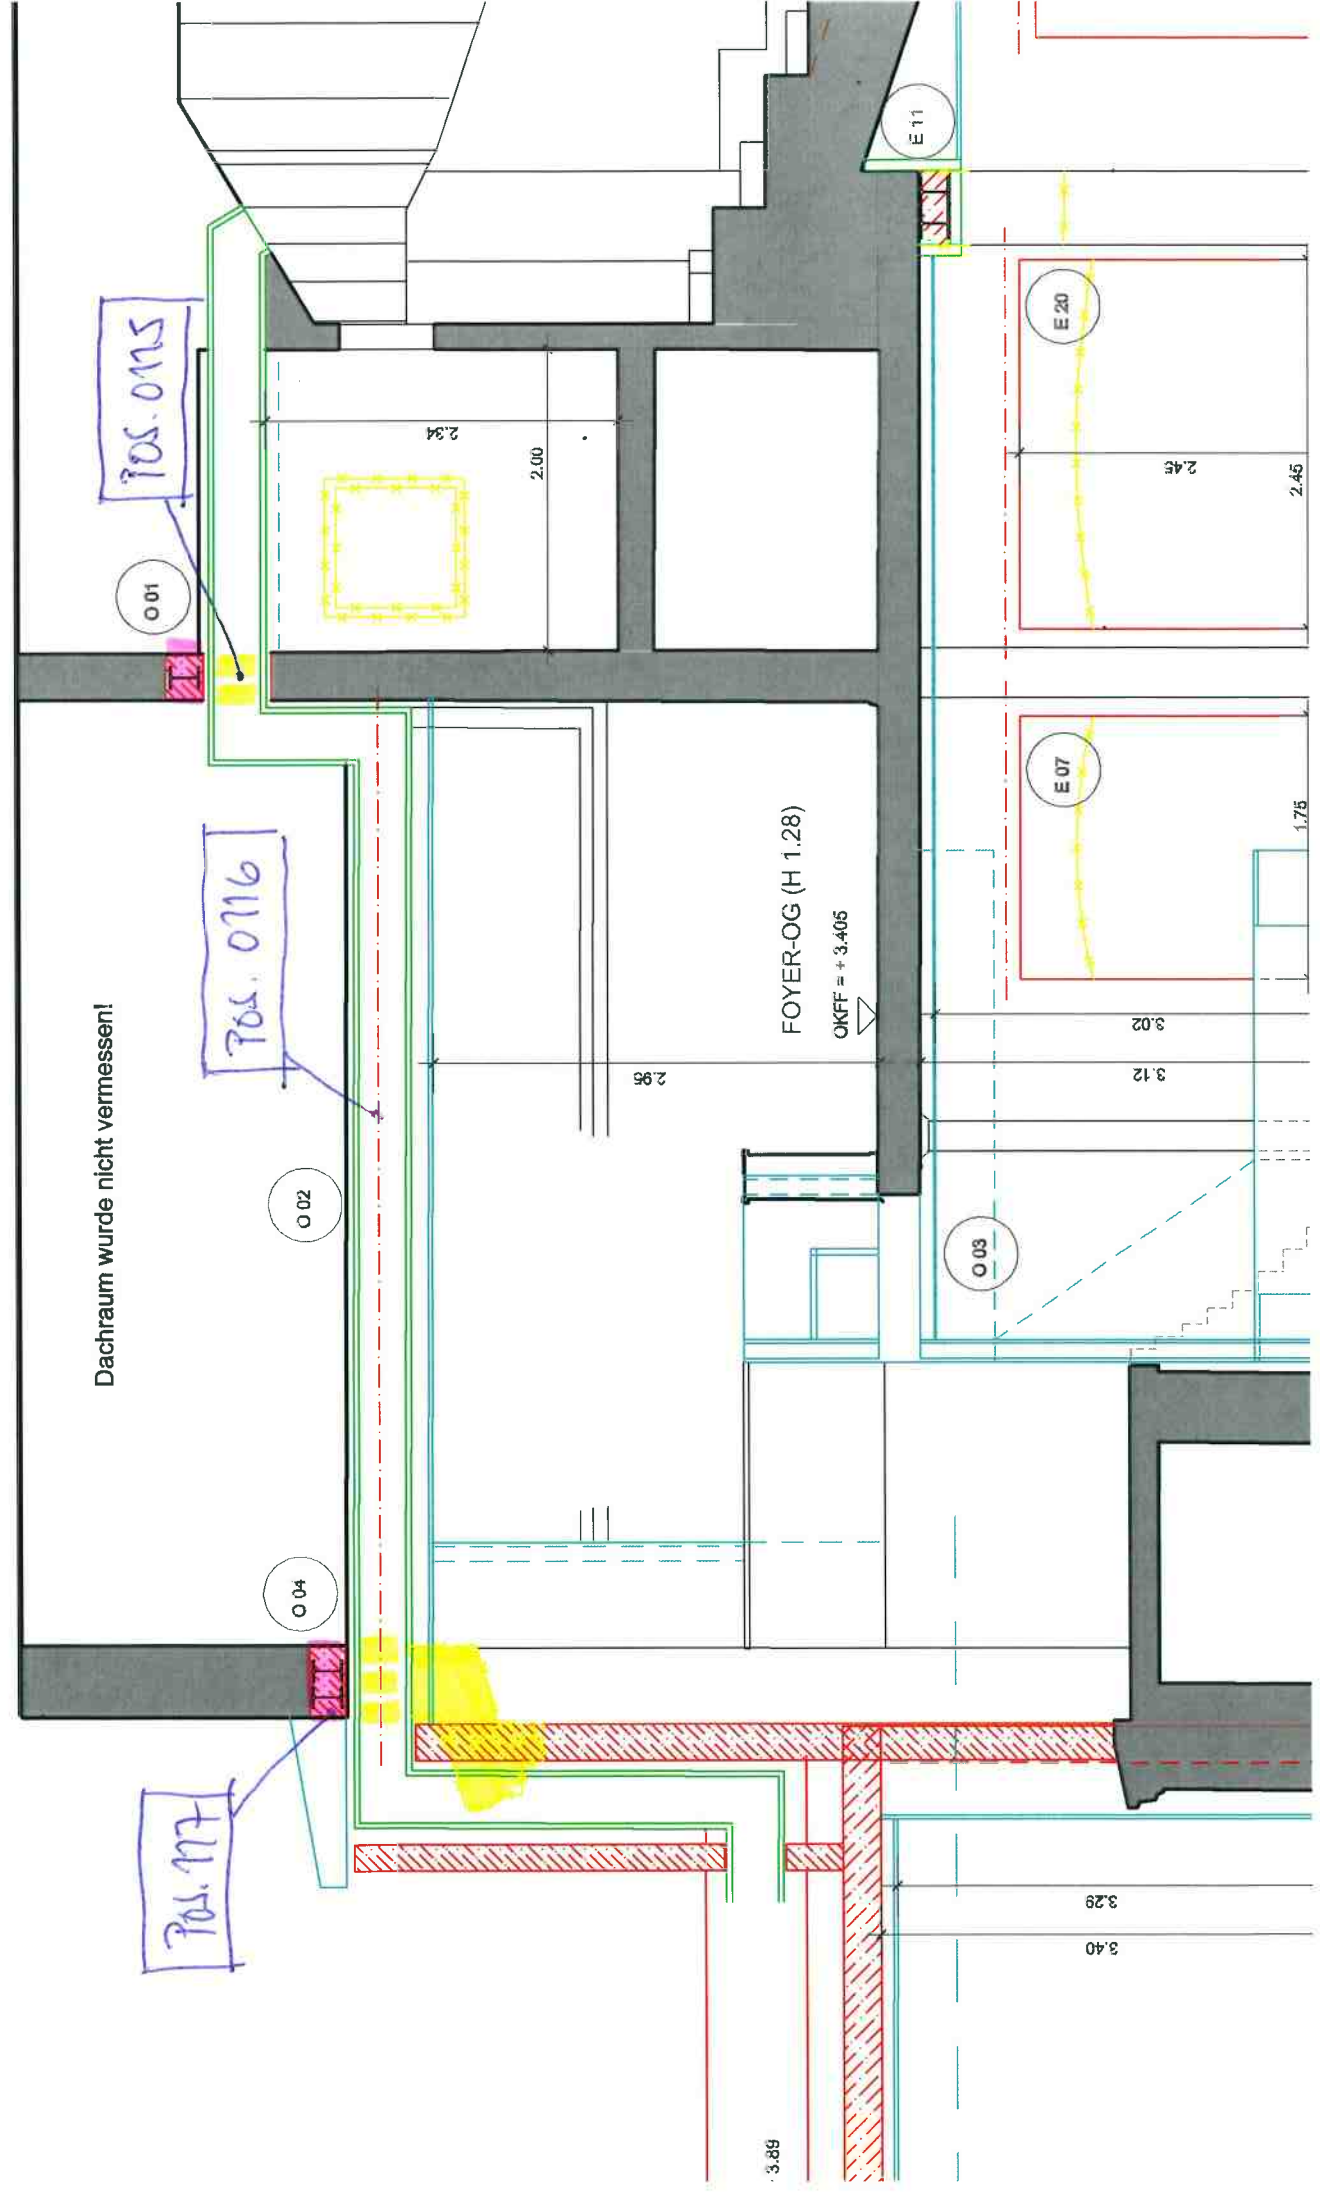 Dachraum wurde nicht vermessen!
Pos. 117
Pos. 0116
Pos. 0115
O 04
O 02
O 01
2.34
2.00
2.95
FOYER-OG (H 1.28)
OKFF = + 3.405
E 11
O 03
E 07
E 20
3.02
3.12
2.45
2.45
1.75
3.29
3.40
3.89